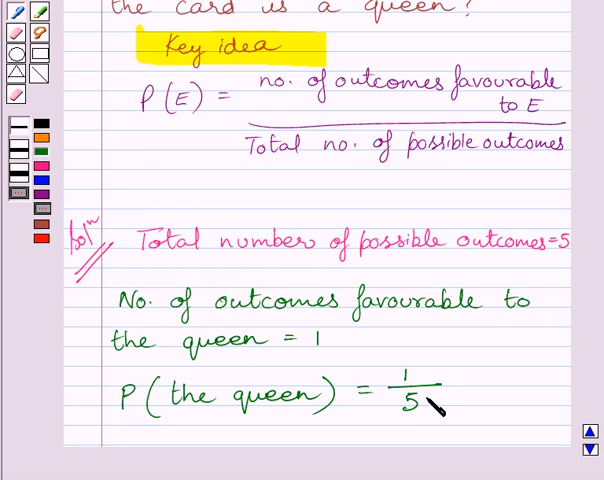 the card is a queen?
Key idea
P(E) = no. of outcomes favourable to E / Total no. of possible outcomes
Solⁿ Total number of possible outcomes=5
No. of outcomes favourable to
the queen = 1
P(the queen) = 1/5